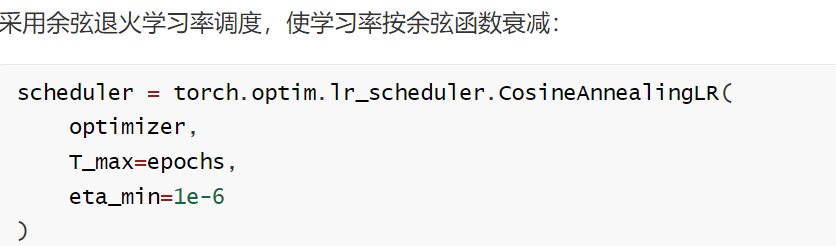 采用余弦退火学习率调度，使学习率按余弦函数衰减：
scheduler = torch.optim.lr_scheduler.CosineAnnealingLR(
    optimizer,
    T_max=epochs,
    eta_min=1e-6
)